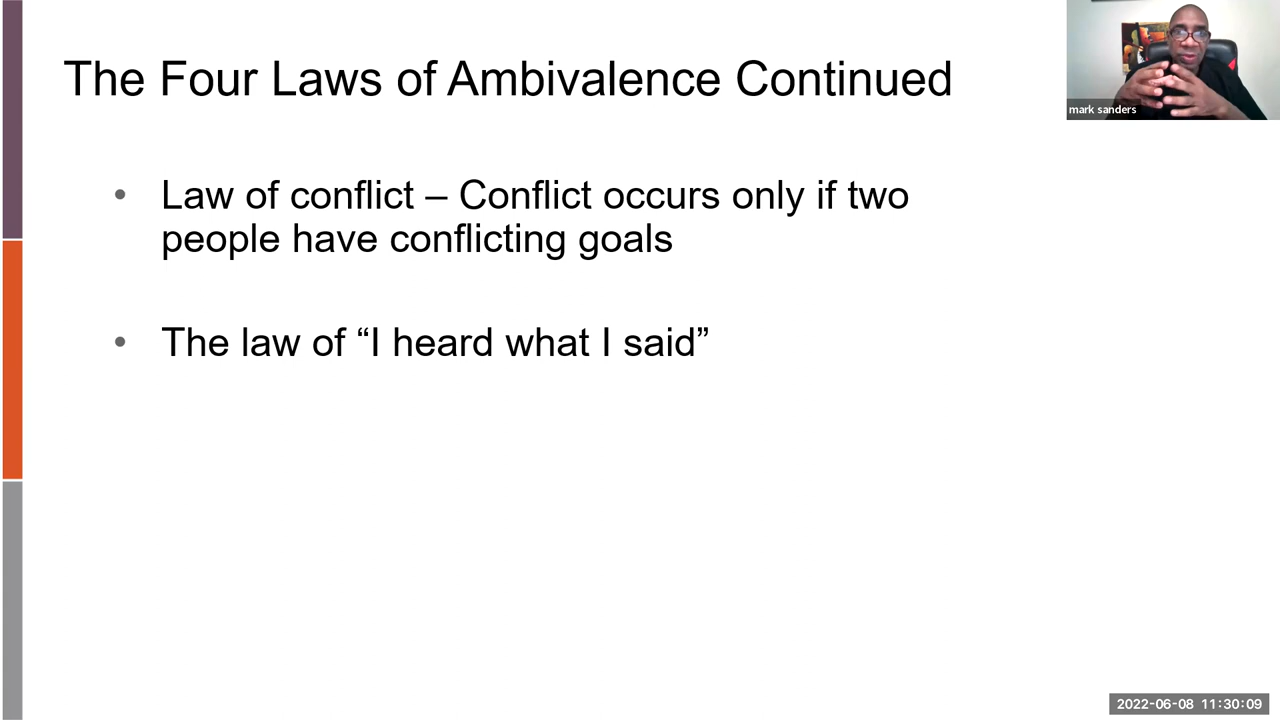 The Four Laws of Ambivalence Continued
mark sanders
• Law of conflict – Conflict occurs only if two
people have conflicting goals
• The law of “I heard what I said”
2022-06-08 11:30:09